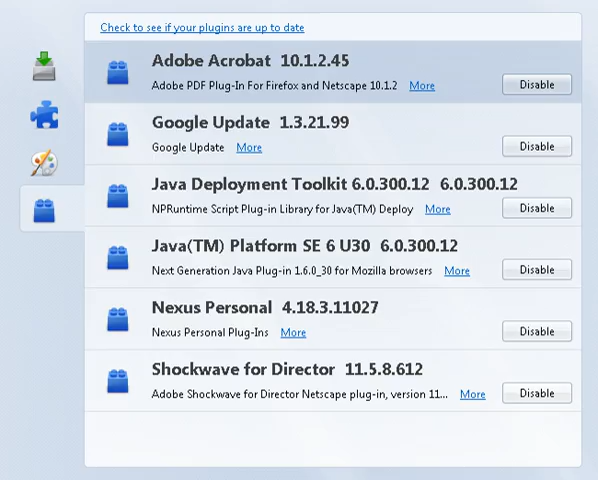 Check to see if your plugins are up to date
Adobe Acrobat 10.1.2.45
Adobe PDF Plug-In For Firefox and Netscape 10.1.2 More
Disable
Google Update 1.3.21.99
Google Update More
Disable
Java Deployment Toolkit 6.0.300.12 6.0.300.12
NPRuntime Script Plug-in Library for Java(TM) Deploy More
Disable
Java(TM) Platform SE 6 U30 6.0.300.12
Next Generation Java Plug-in 1.6.0_30 for Mozilla browsers More
Disable
Nexus Personal 4.18.3.11027
Nexus Personal Plug-Ins More
Disable
Shockwave for Director 11.5.8.612
Adobe Shockwave for Director Netscape plug-in, version 11... More
Disable